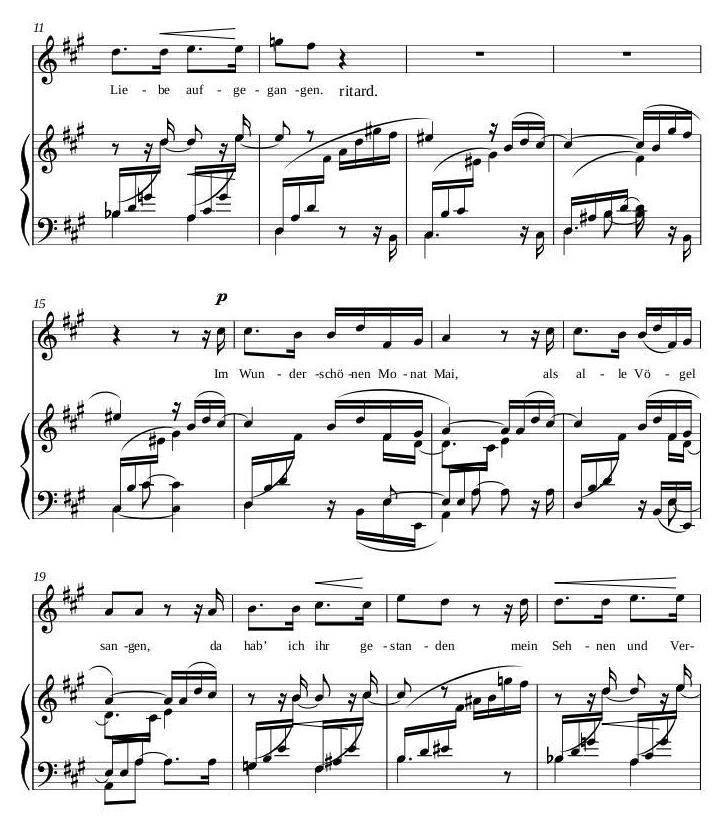 11
Lie - be auf - ge - gan - gen. ritard.
15
p
Im Wun - der -schö -nen Mo - nat Mai, als al - le Vö - gel
19
san -gen, da hab’ ich ihr ge - stan - den mein Seh - nen und Ver-